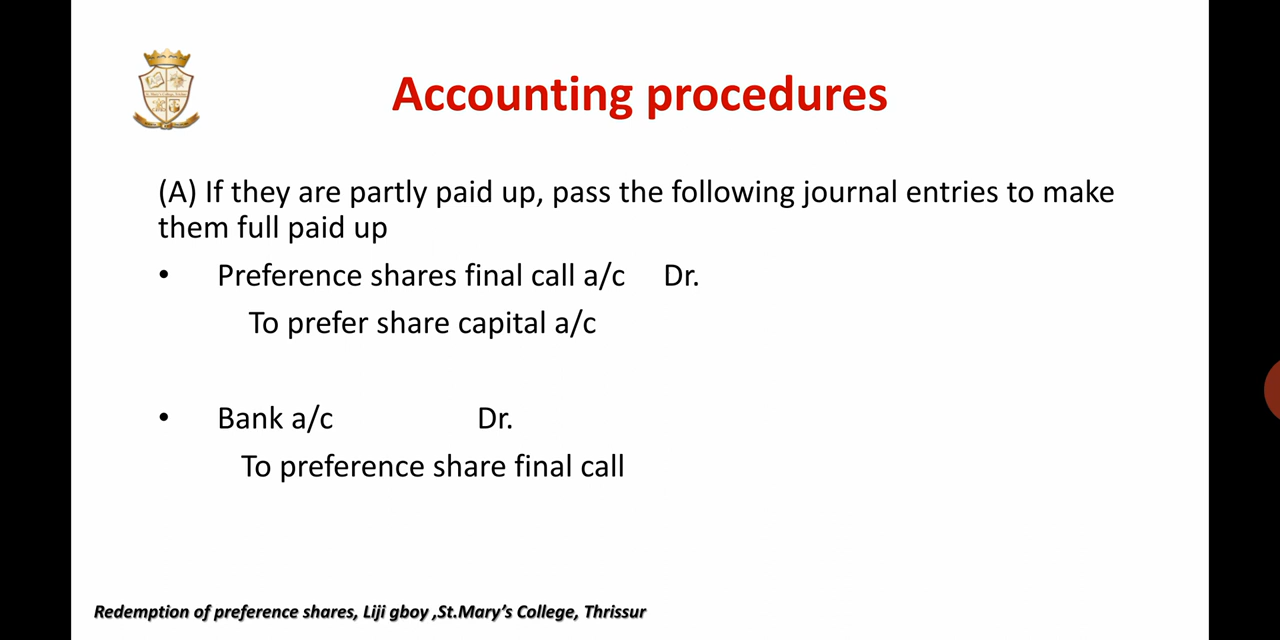 Accounting procedures
(A) If they are partly paid up, pass the following journal entries to make
them full paid up
• Preference shares final call a/c Dr.
To prefer share capital a/c
• Bank a/c Dr.
To preference share final call
Redemption of preference shares, Liji gboy ,St.Mary's College, Thrissur